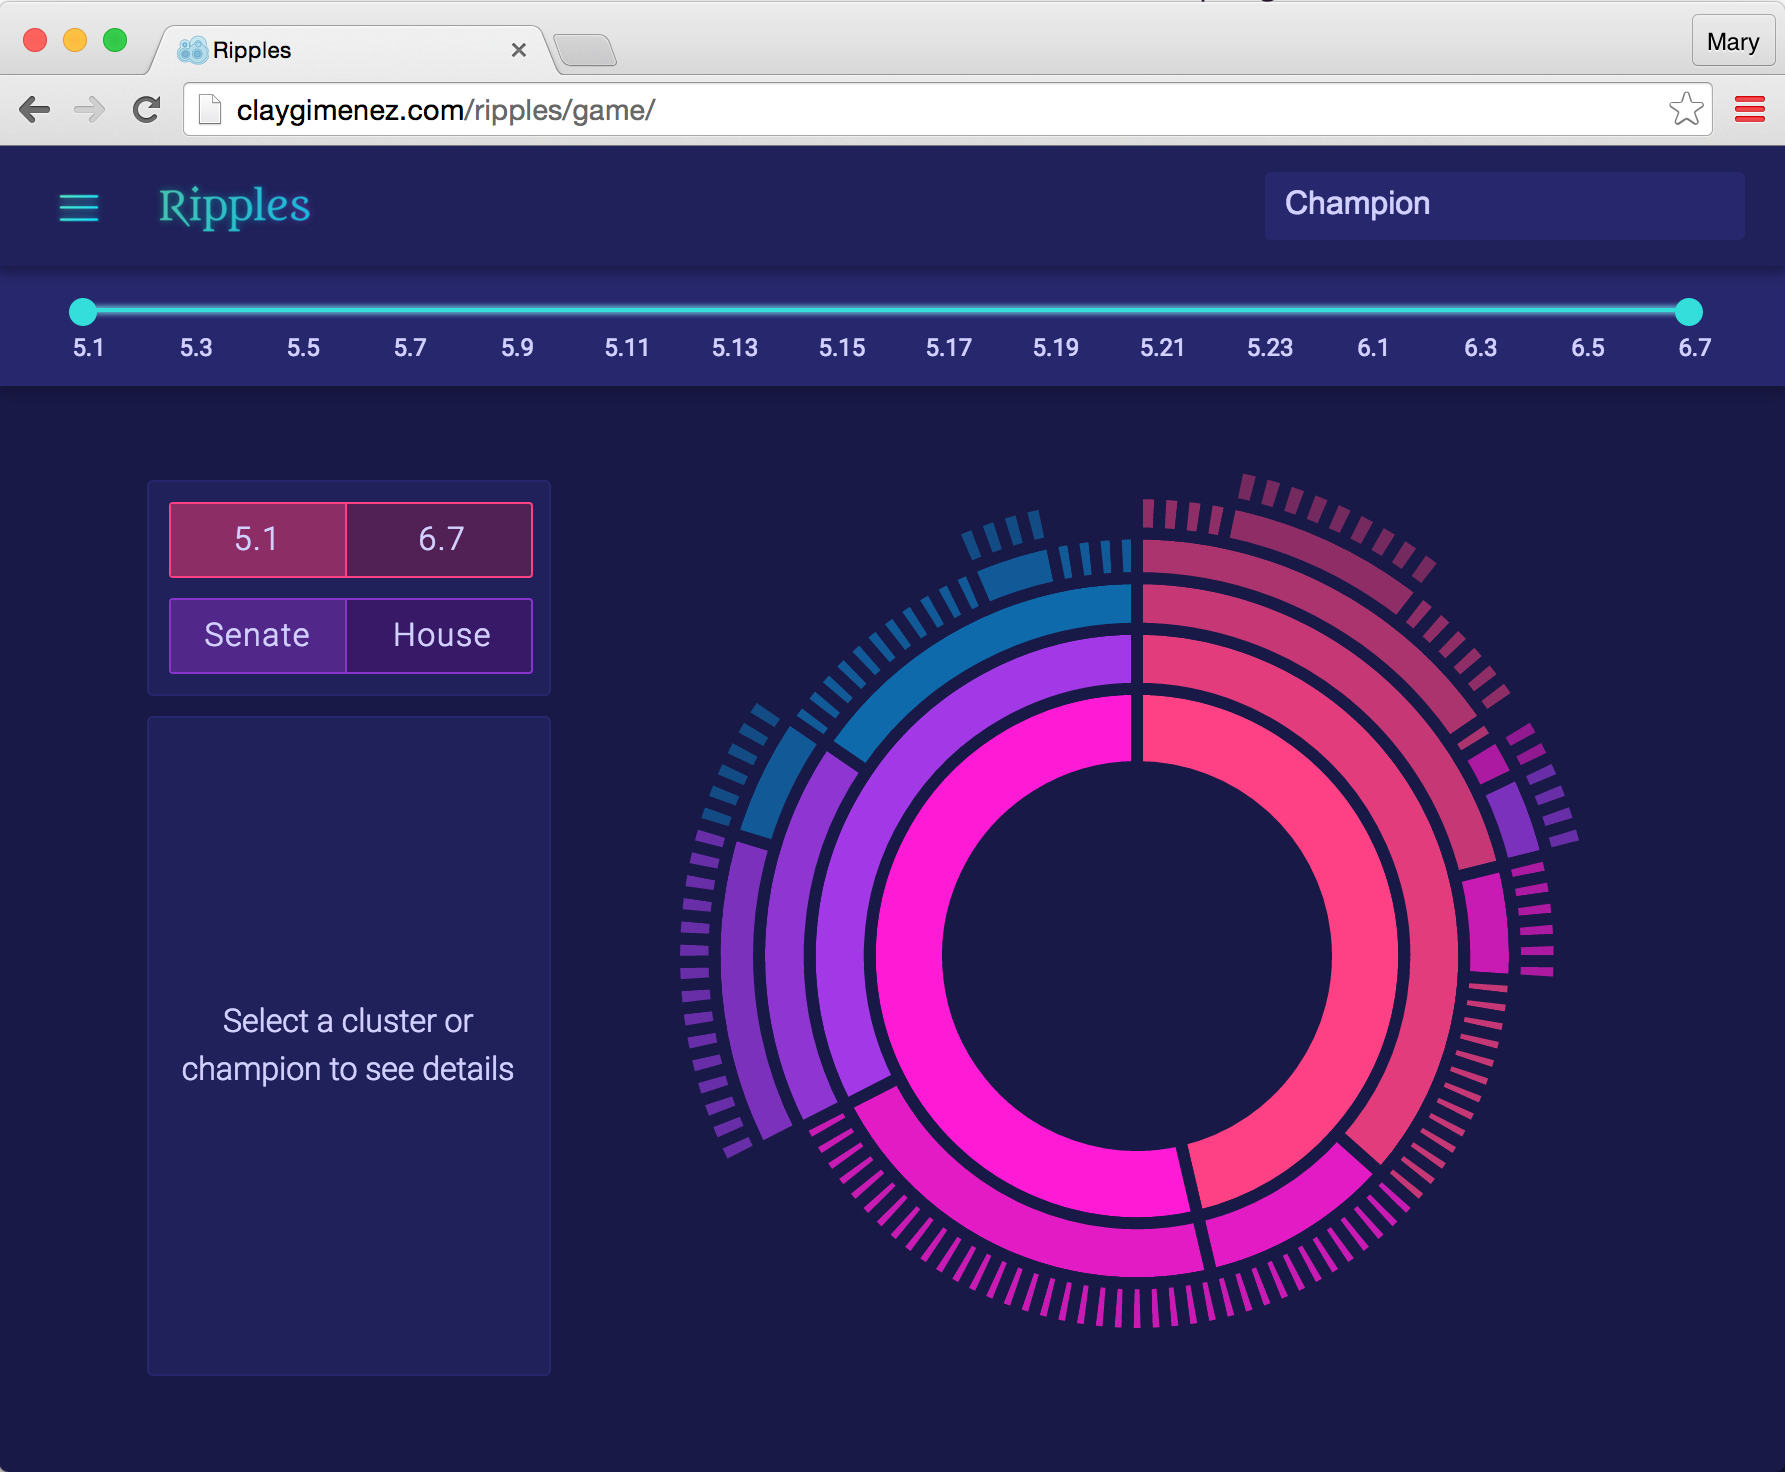 Ripples
Mary
claygimenez.com/ripples/game/
Ripples
Champion
5.1 5.3 5.5 5.7 5.9 5.11 5.13 5.15 5.17 5.19 5.21 5.23 6.1 6.3 6.5 6.7
5.1 6.7
Senate House
Select a cluster or
champion to see details